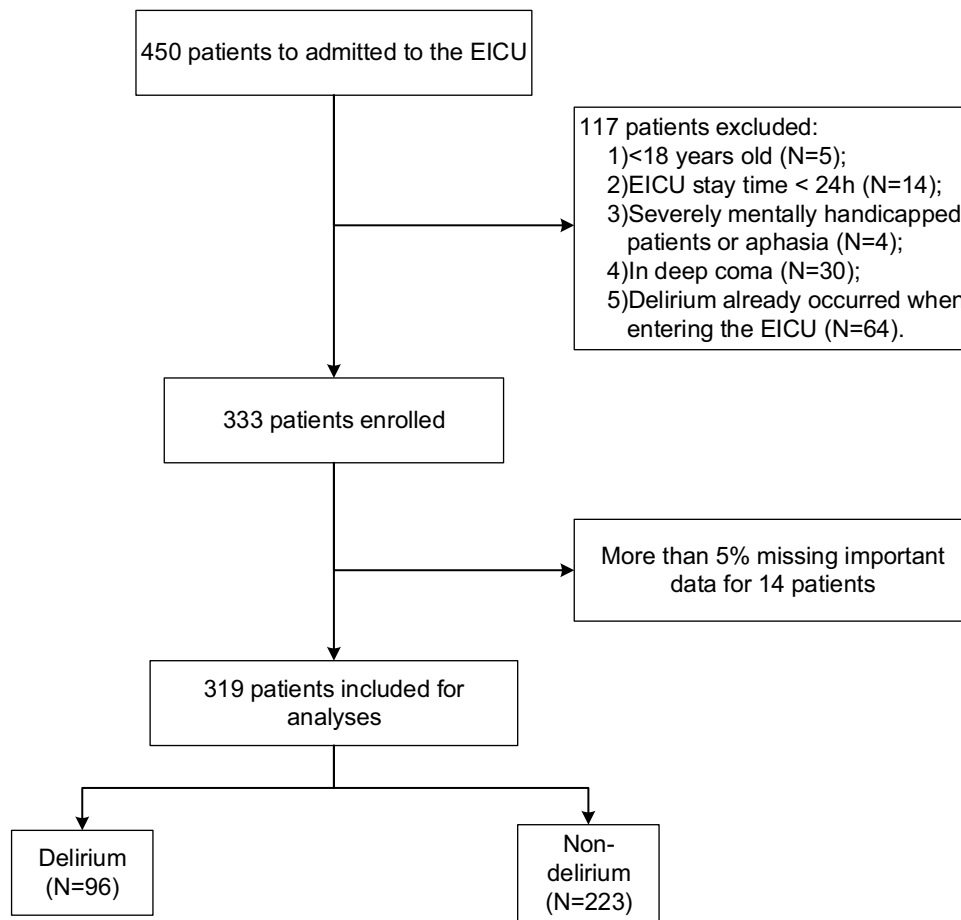 450 patients to admitted to the EICU
117 patients excluded:
1)<18 years old (N=5);
2)EICU stay time < 24h (N=14);
3)Severely mentally handicapped
patients or aphasia (N=4);
4)In deep coma (N=30);
5)Delirium already occurred when
entering the EICU (N=64).
333 patients enrolled
More than 5% missing important
data for 14 patients
319 patients included for
analyses
Delirium
(N=96)
Non-
delirium
(N=223)